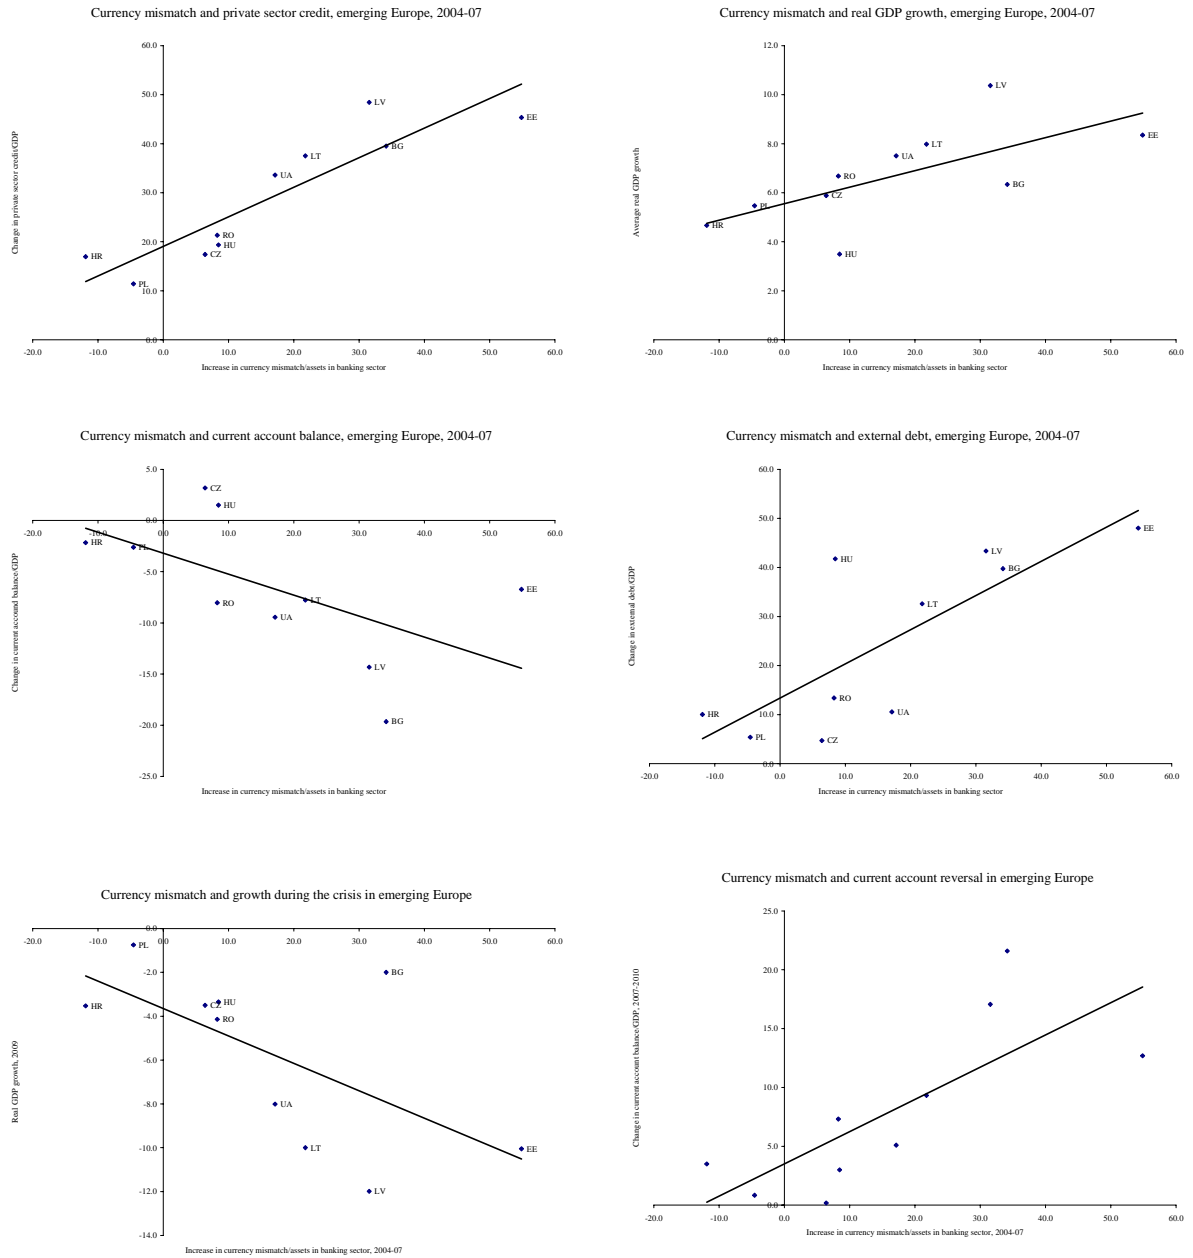 Currency mismatch and private sector credit, emerging Europe, 2004-07
60.0
50.0
40.0
30.0
20.0
10.0
0.0
Change in private sector credit/GDP
LV
EE
BG
LT
UA
RO
HU
CZ
HR
PL
-20.0 -10.0 0.0 10.0 20.0 30.0 40.0 50.0 60.0
Increase in currency mismatch/assets in banking sector
Currency mismatch and real GDP growth, emerging Europe, 2004-07
12.0
10.0
8.0
6.0
4.0
2.0
0.0
Average real GDP growth
LV
EE
LT
UA
RO
BG
CZ
PL
HR
HU
-20.0 -10.0 0.0 10.0 20.0 30.0 40.0 50.0 60.0
Increase in currency mismatch/assets in banking sector
Currency mismatch and current account balance, emerging Europe, 2004-07
5.0
0.0
-5.0
-10.0
-15.0
-20.0
-25.0
Change in current accound balance/GDP
CZ
HU
-20.0 -10.0 0.0 10.0 20.0 30.0 40.0 50.0 60.0
HR
PL
EE
RO
LT
UA
LV
BG
Increase in currency mismatch/assets in banking sector
Currency mismatch and external debt, emerging Europe, 2004-07
60.0
50.0
40.0
30.0
20.0
10.0
0.0
Change in external debt/GDP
EE
LV
HU
BG
LT
RO
UA
HR
PL
CZ
-20.0 -10.0 0.0 10.0 20.0 30.0 40.0 50.0 60.0
Increase in currency mismatch/assets in banking sector
Currency mismatch and growth during the crisis in emerging Europe
0.0
-2.0
-4.0
-6.0
-8.0
-10.0
-12.0
-14.0
Real GDP growth, 2009
-20.0 -10.0 0.0 10.0 20.0 30.0 40.0 50.0 60.0
PL
BG
HR
CZ
HU
RO
UA
LT
EE
LV
Increase in currency mismatch/assets in banking sector, 2004-07
Currency mismatch and current account reversal in emerging Europe
25.0
20.0
15.0
10.0
5.0
0.0
Change in current account balance/GDP, 2007-2010
-20.0 -10.0 0.0 10.0 20.0 30.0 40.0 50.0 60.0
Increase in currency mismatch/assets in banking sector, 2004-07